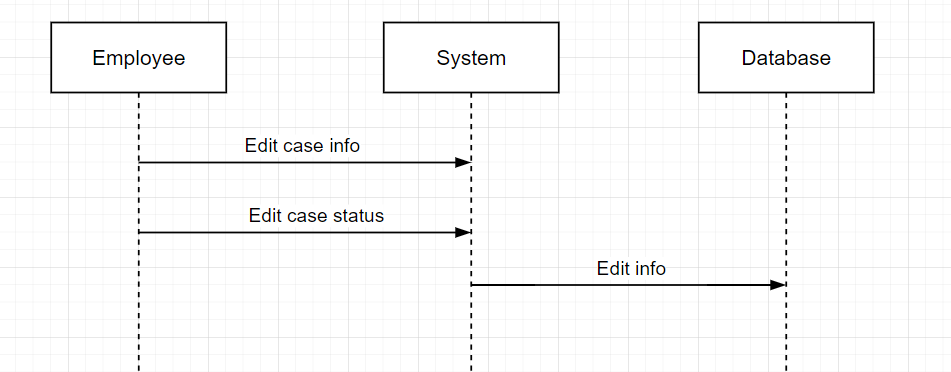 Employee
System
Database
Edit case info
Edit case status
Edit info